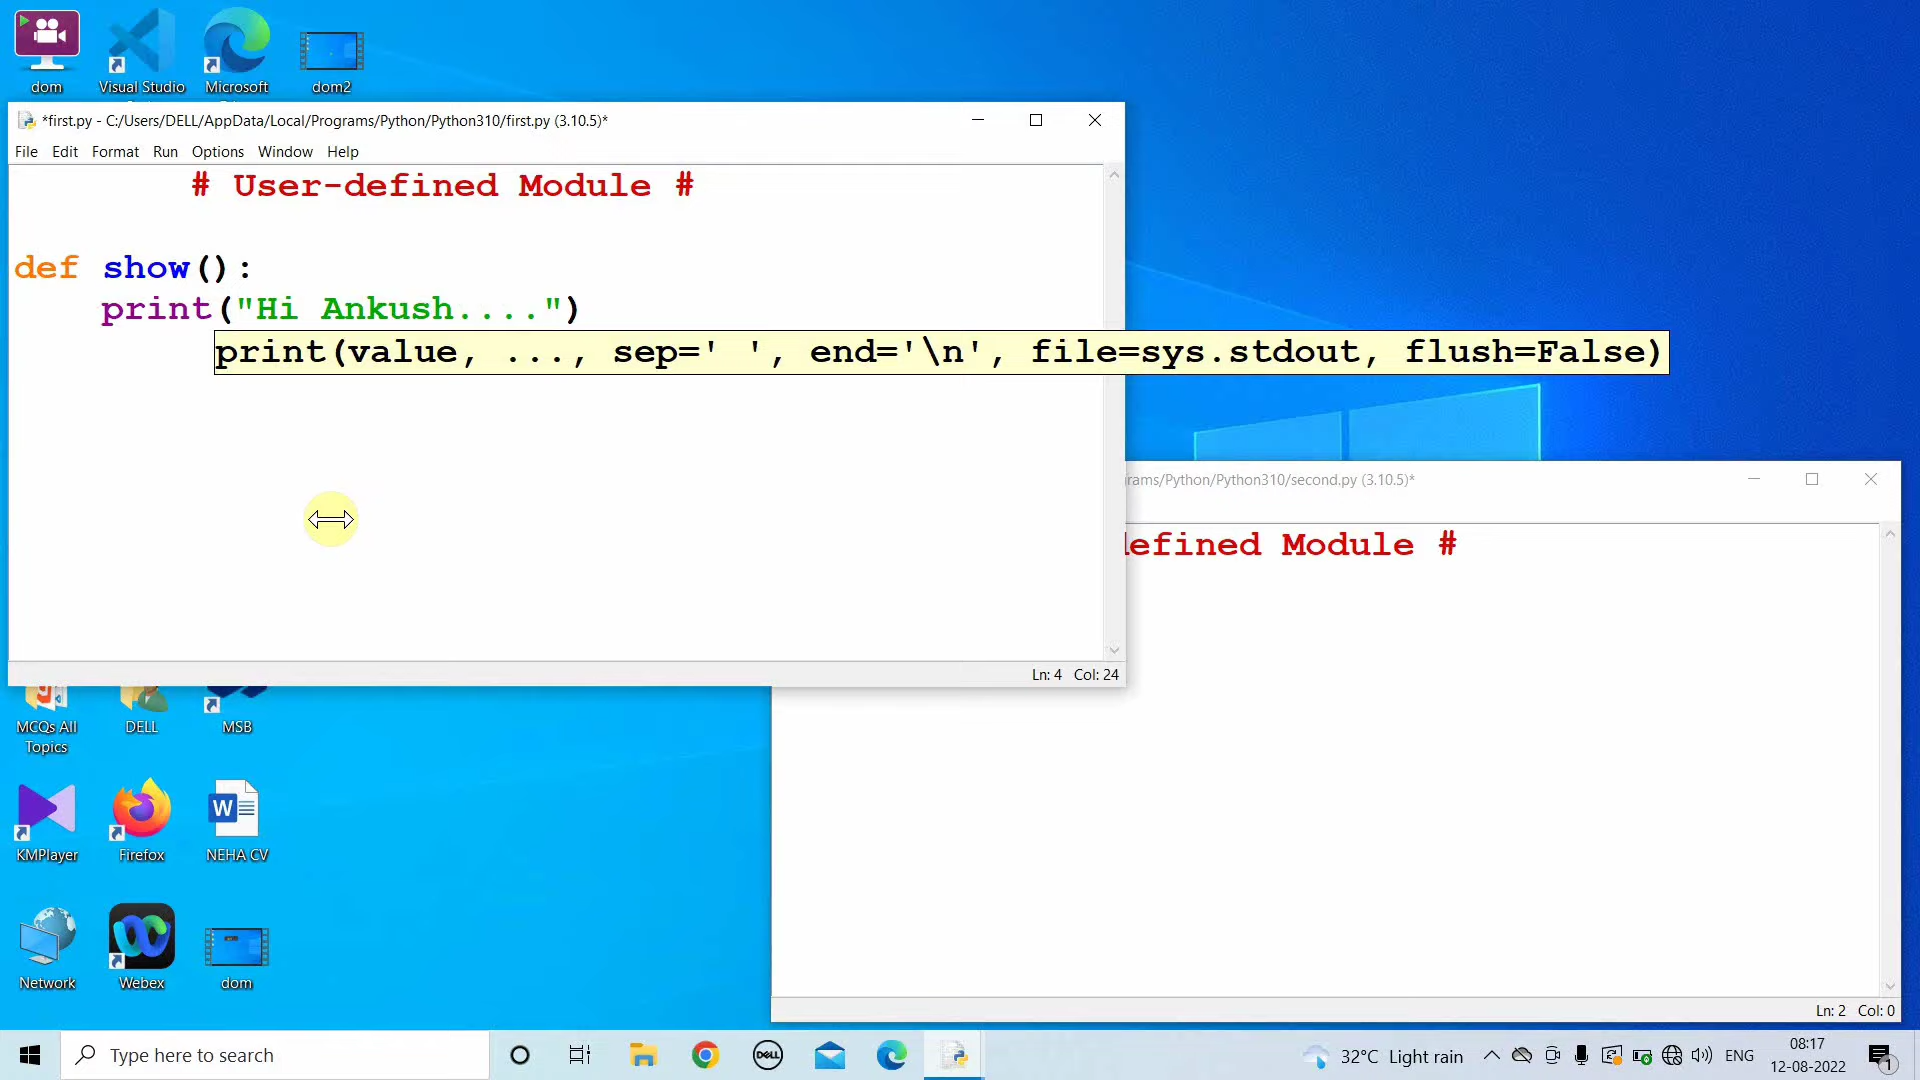 dom
Visual Studio
Microsoft
dom2
*first.py - C:/Users/DELL/AppData/Local/Programs/Python/Python310/first.py (3.10.5)*
File Edit Format Run Options Window Help
# User-defined Module #
def show():
print("Hi Ankush....")
print(value, ..., sep=' ', end='\n', file=sys.stdout, flush=False)
Ln: 4 Col: 24
rams/Python/Python310/second.py (3.10.5)*
defined Module #
Ln: 2 Col: 0
MCQs All
Topics
DELL
MSB
KMPlayer
Firefox
NEHA CV
Network
Webex
dom
Type here to search
DELL
32°C Light rain
ENG
08:17
12-08-2022
1